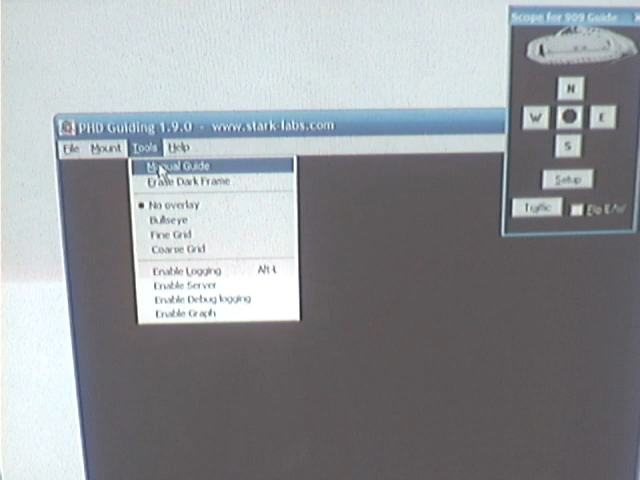 Scope for 909 Guide
N
W E
S
Setup
Traffic
PHD Guiding 1.9.0 - www.stark-labs.com
File Mount Tools Help
Manual Guide
Erase Dark Frame
No overlay
Bullseye
Fine Grid
Coarse Grid
Enable Logging Alt-L
Enable Server
Enable Debug logging
Enable Graph